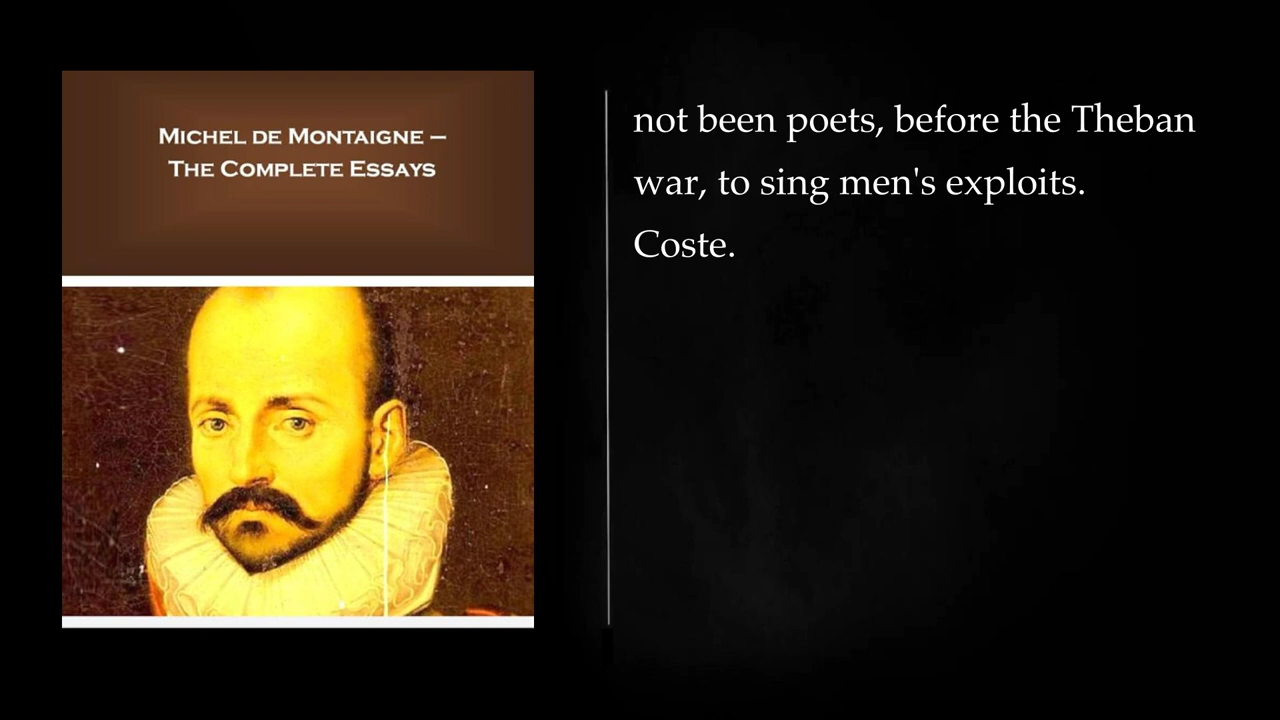 MICHEL DE MONTAIGNE –
THE COMPLETE ESSAYS
not been poets, before the Theban
war, to sing men's exploits.
Coste.